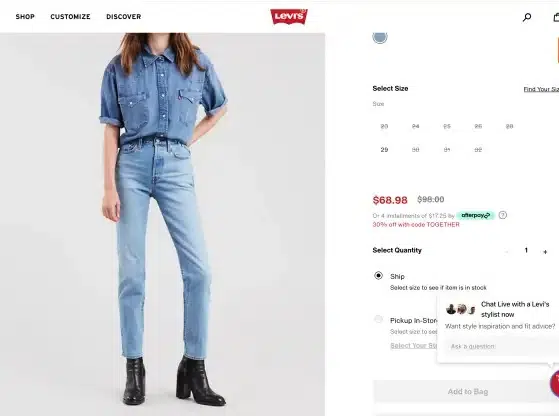 SHOP CUSTOMIZE DISCOVER
Levi's
Select Size
Find Your Siz
Size
23 24 25 26 28
29 30 31 32
$68.98 $98.00
Or 4 installments of $17.25 by afterpay ?
30% off with code TOGETHER
Select Quantity - 1 +
Ship
Select size to see if item is in stock
Chat Live with a Levi's
stylist now
Pickup In-Stor
Want style inspiration and fit advice?
Select size to see
Select Your Sto
Ask a question
Add to Bag